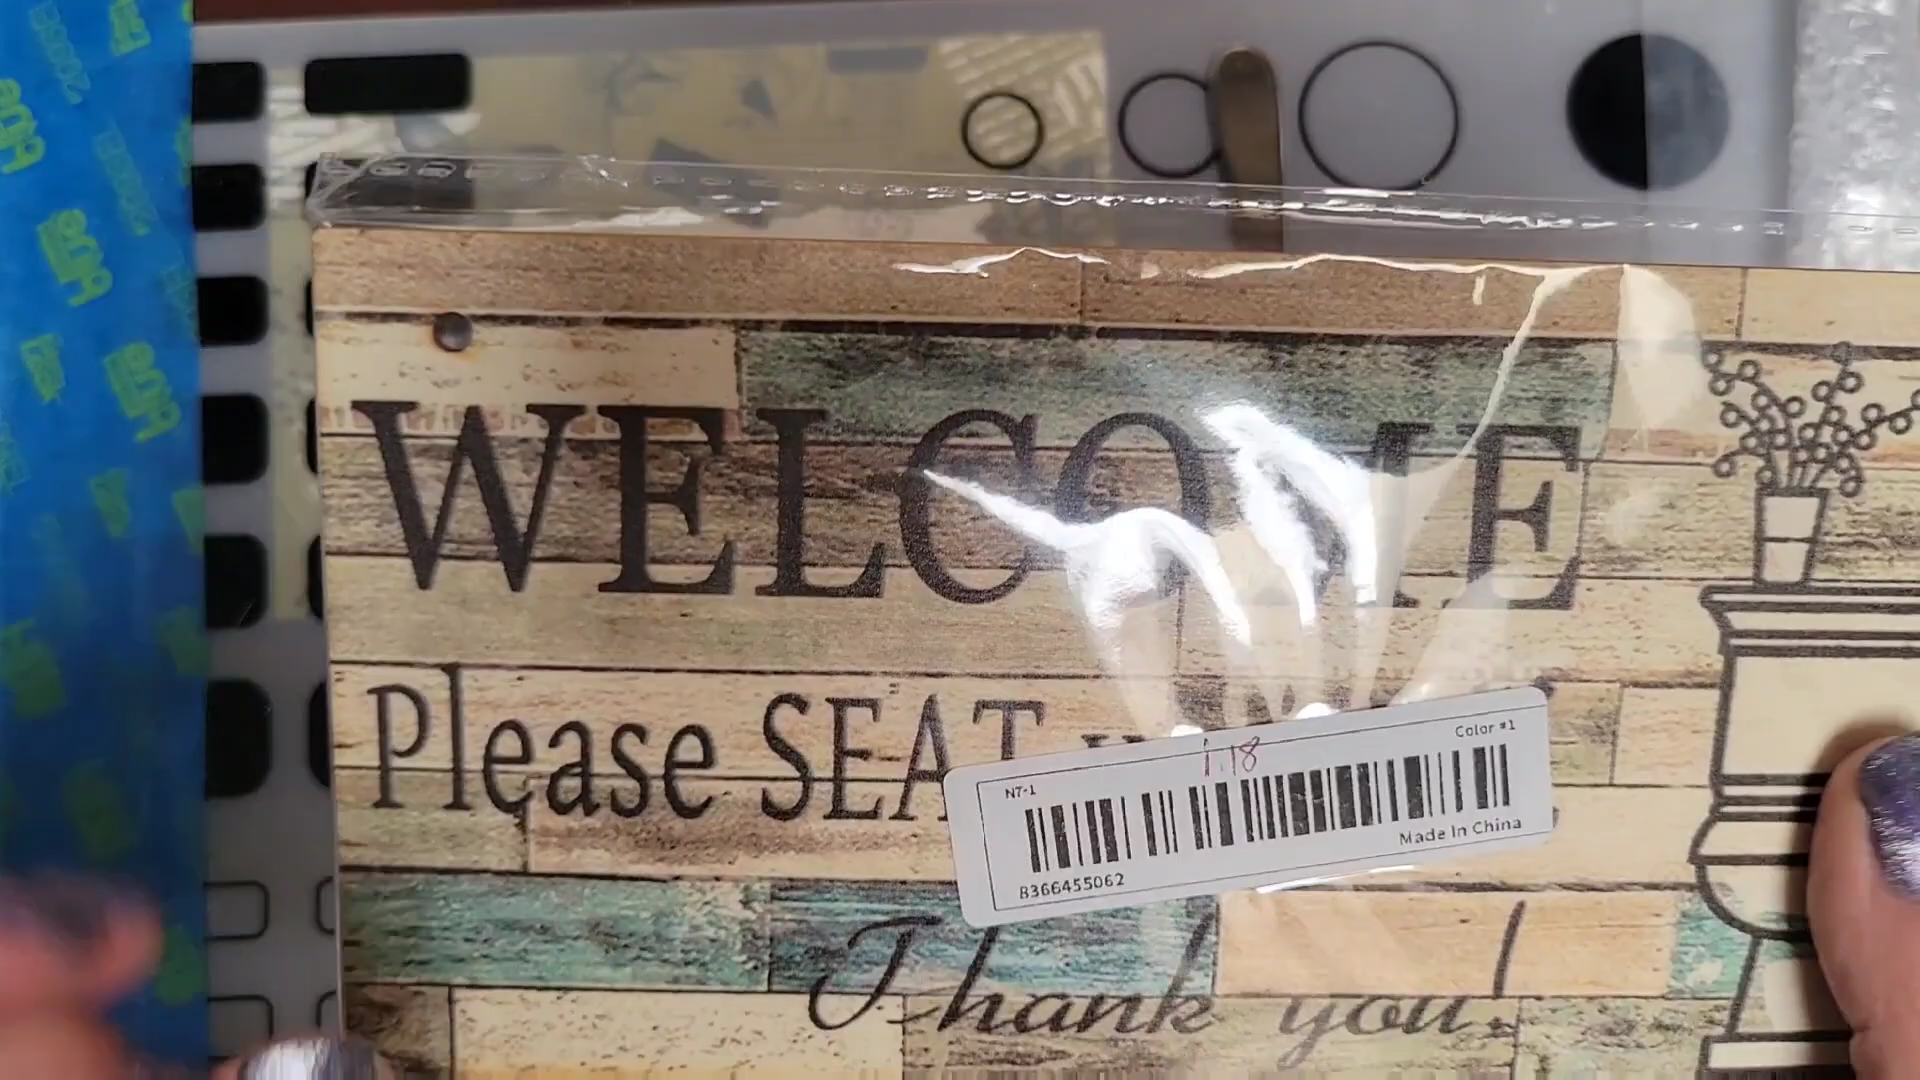 WELCOME
Please SEAT
1.18
Color #1
N7-1
Made In China
B366455062
Thank you!